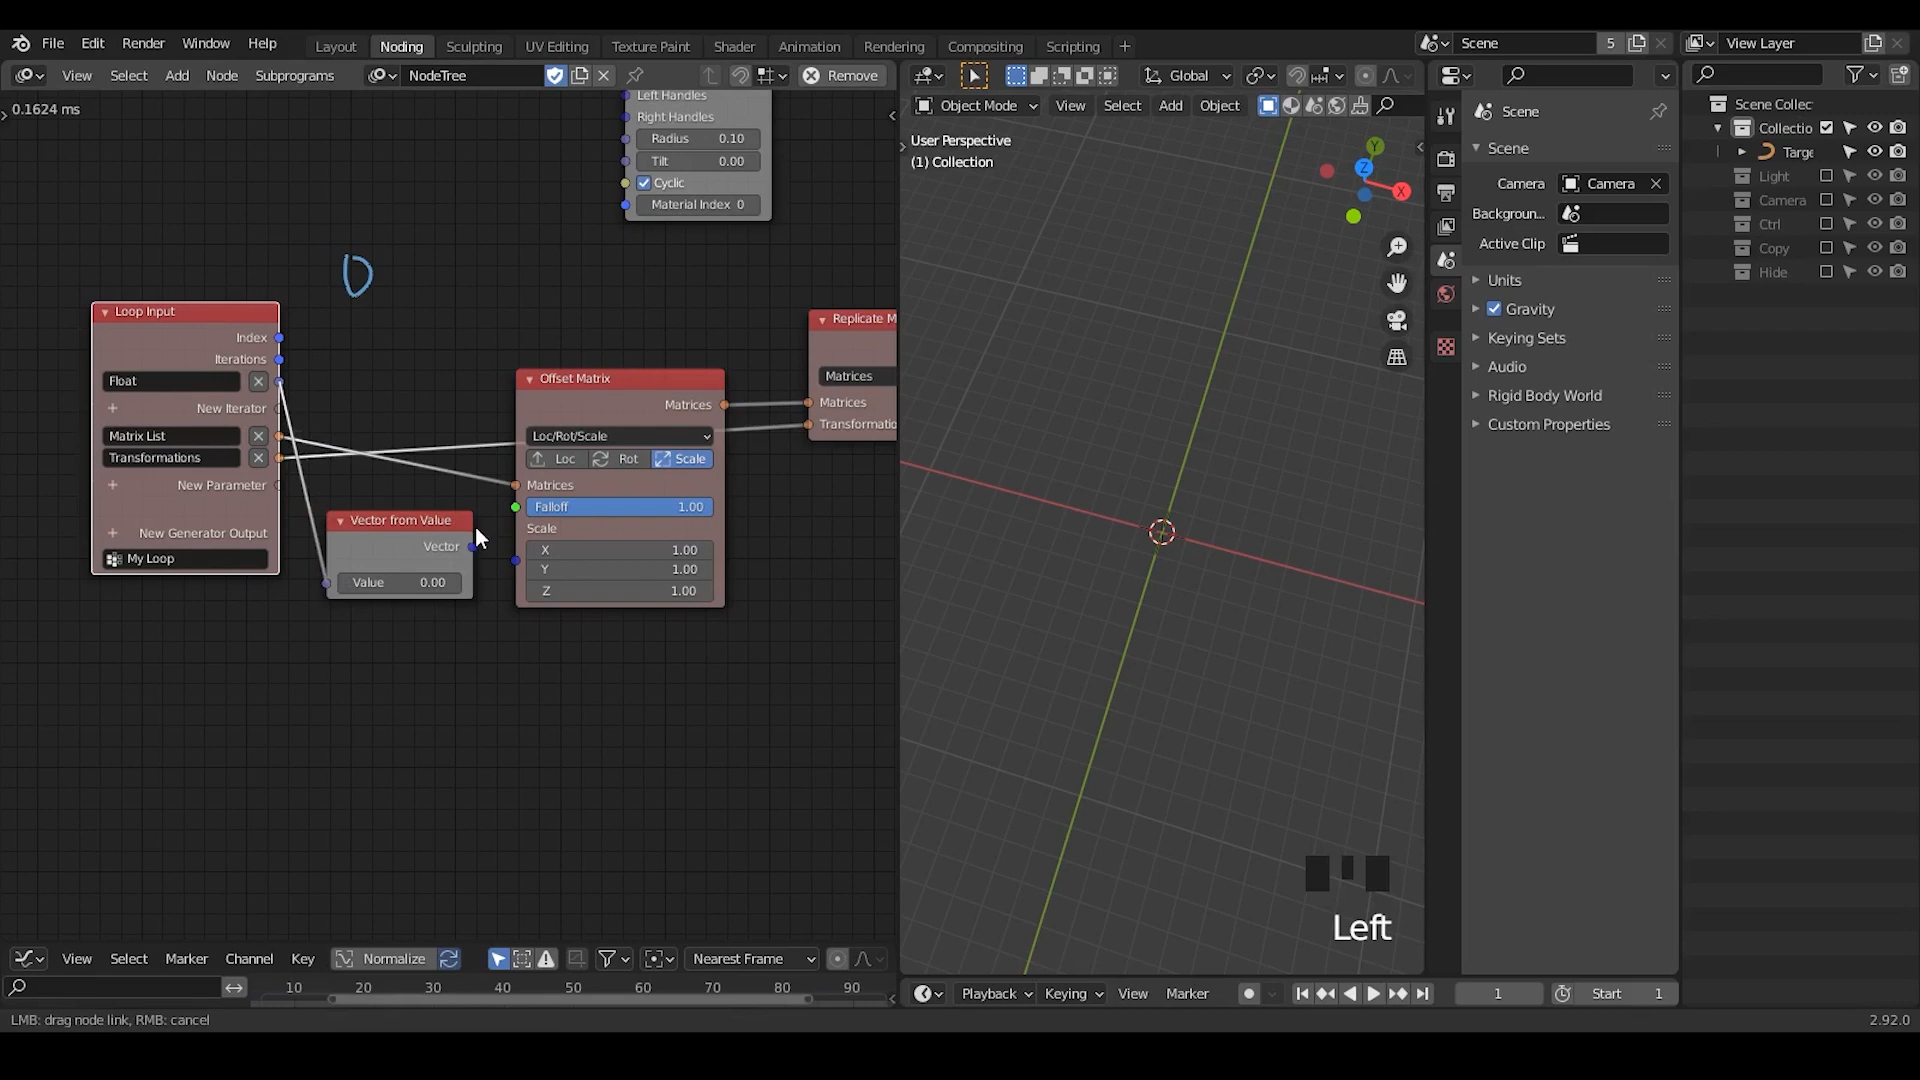 File Edit Render Window Help Layout Noding Sculpting UV Editing Texture Paint Shader Animation Rendering Compositing Scripting Scene 5 View Layer
View Select Add Node Subprograms NodeTree Remove Global
0.1624 ms
Object Mode View Select Add Object
User Perspective
(1) Collection
Y
Z
X
Left Handles
Right Handles
Radius 0.10
Tilt 0.00
Cyclic
Material Index 0
D
Loop Input
Index
Iterations
Float
New Iterator
Matrix List
Transformations
New Parameter
New Generator Output
My Loop
Vector from Value
Vector
Value 0.00
Offset Matrix
Matrices
Loc/Rot/Scale
Loc Rot Scale
Matrices
Falloff 1.00
Scale
X 1.00
Y 1.00
Z 1.00
Replicate M
Matrices
Matrices
Transformatio
Left
Scene
Scene
Camera Camera
Backgroun...
Active Clip
Units
Gravity
Keying Sets
Audio
Rigid Body World
Custom Properties
Scene Collec
Collectio
Targe
Light
Camera
Ctrl
Copy
Hide
View Select Marker Channel Key Normalize Nearest Frame
10 20 30 40 50 60 70 80 90
Playback Keying View Marker 1 Start 1
LMB: drag node link, RMB: cancel
2.92.0